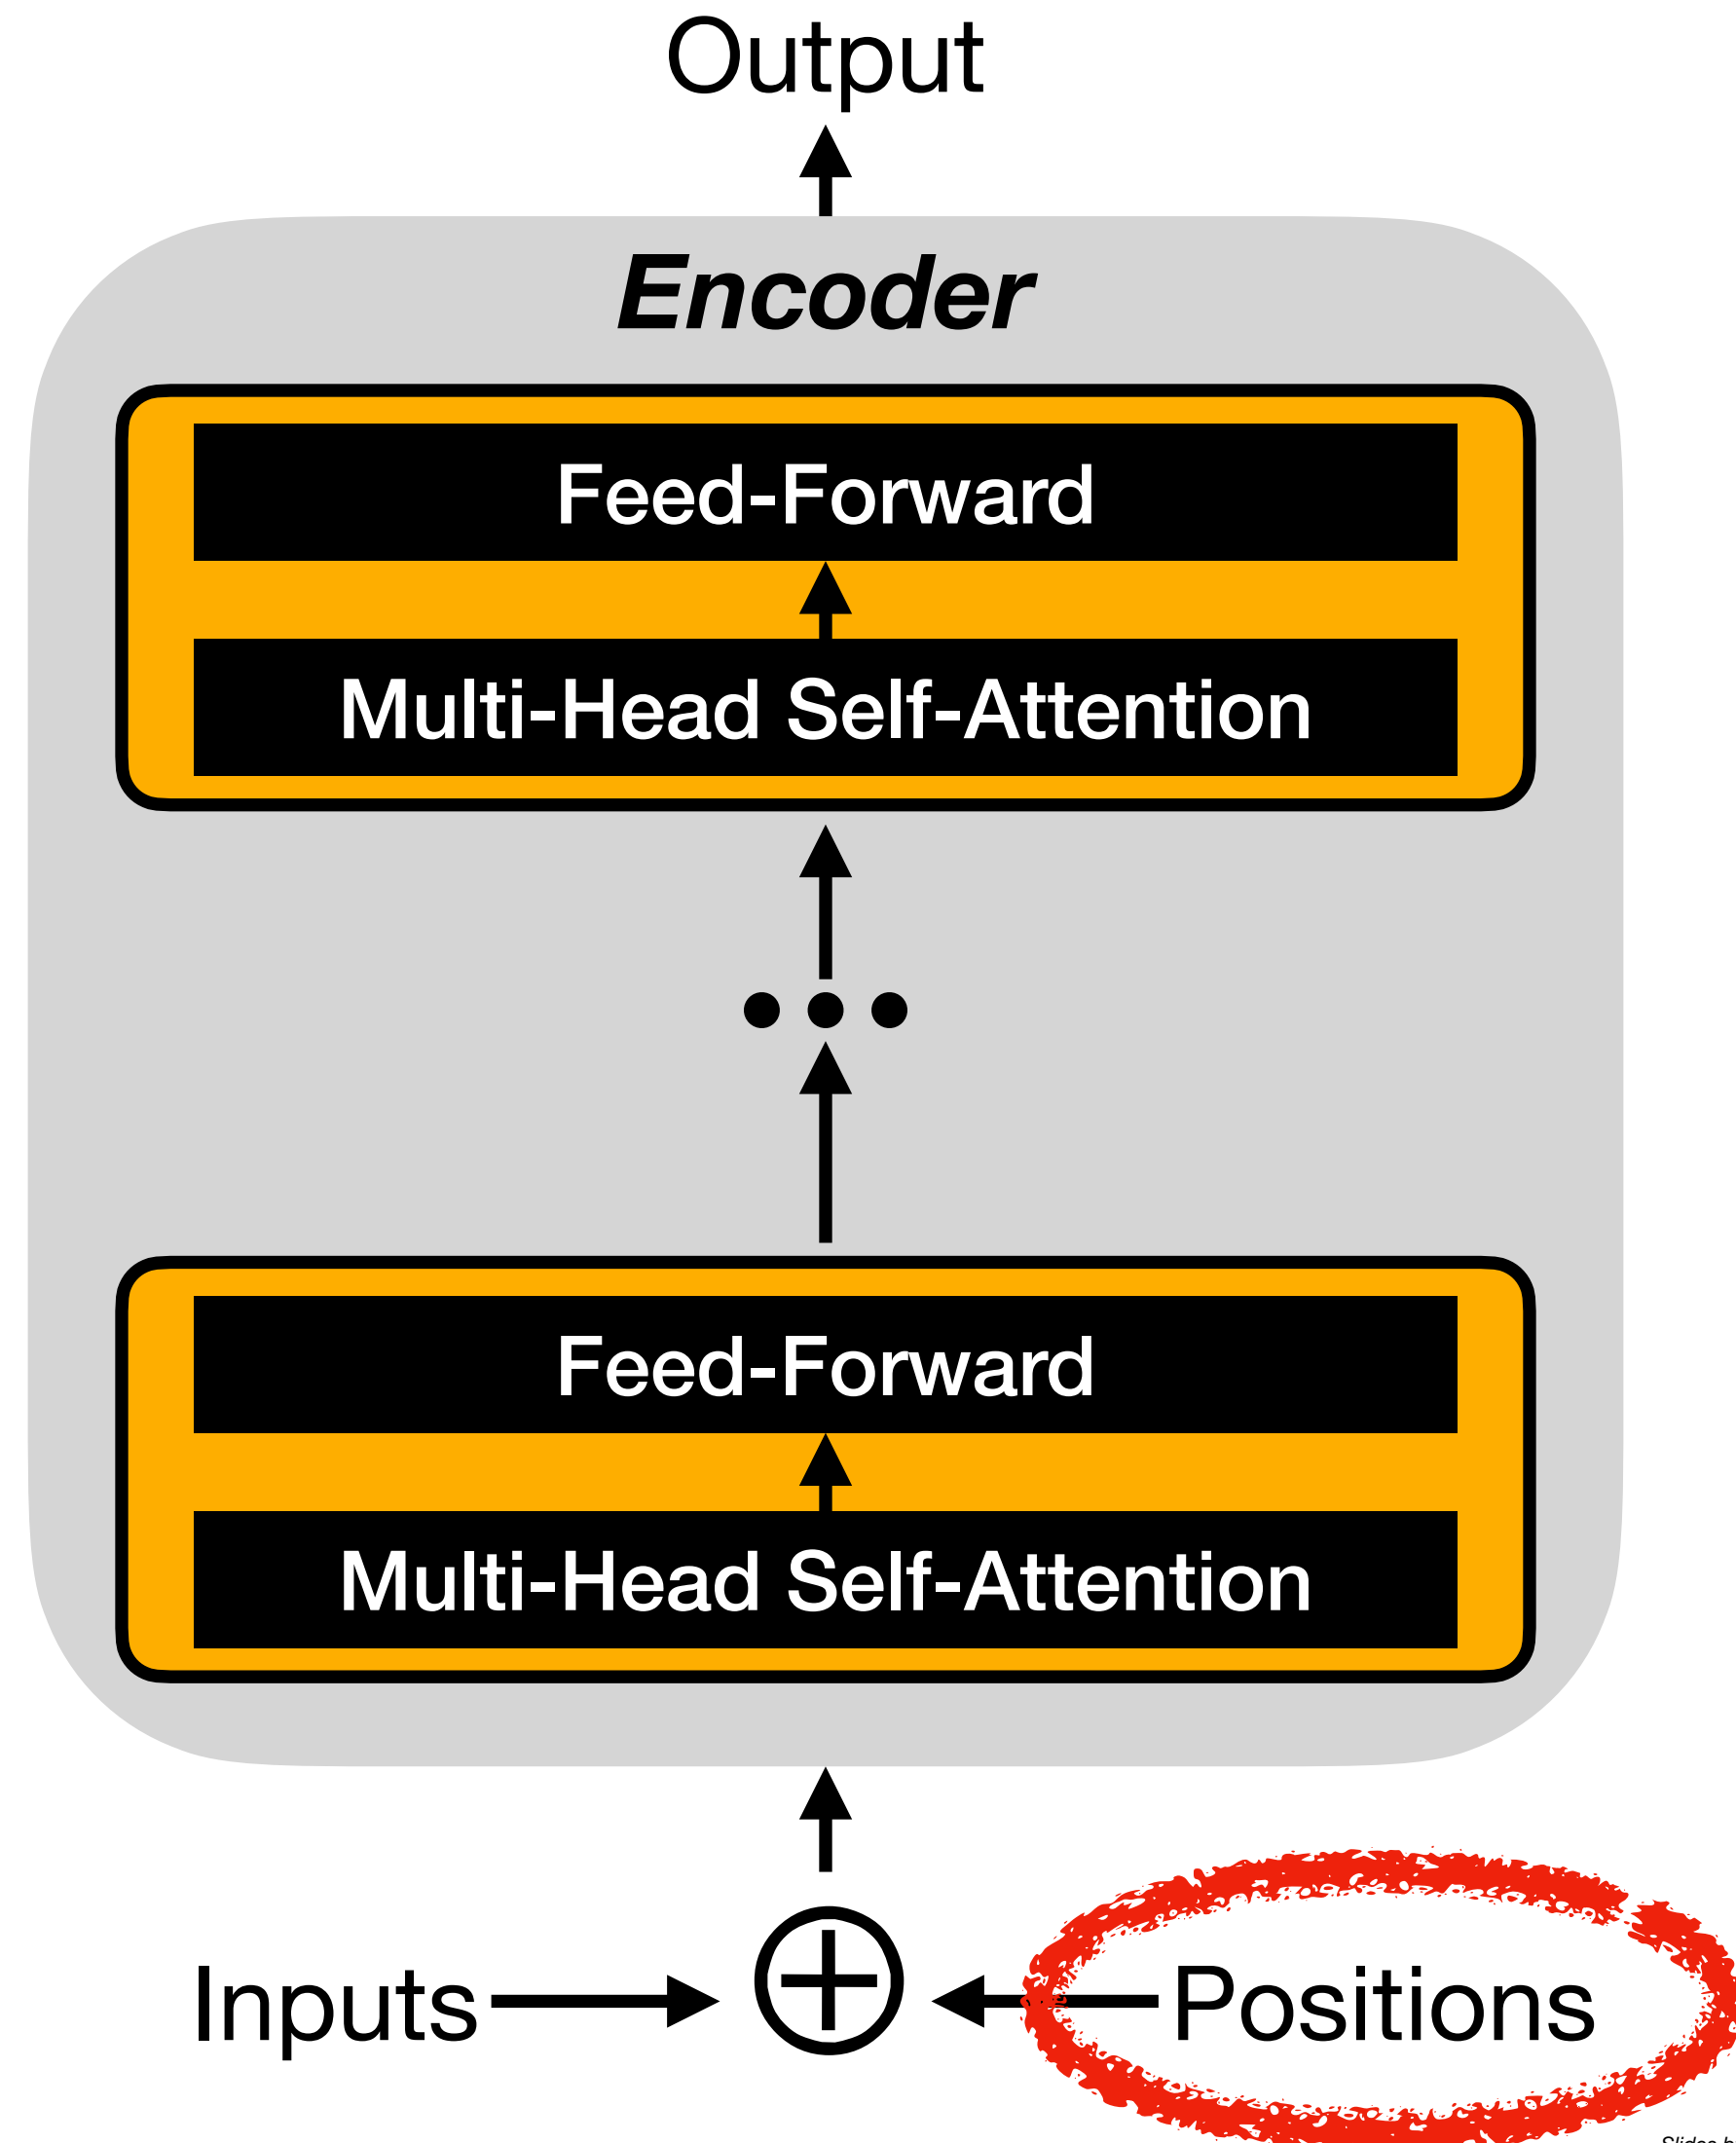 Output
Encoder
Feed-Forward
Multi-Head Self-Attention
Feed-Forward
Multi-Head Self-Attention
Inputs
Positions